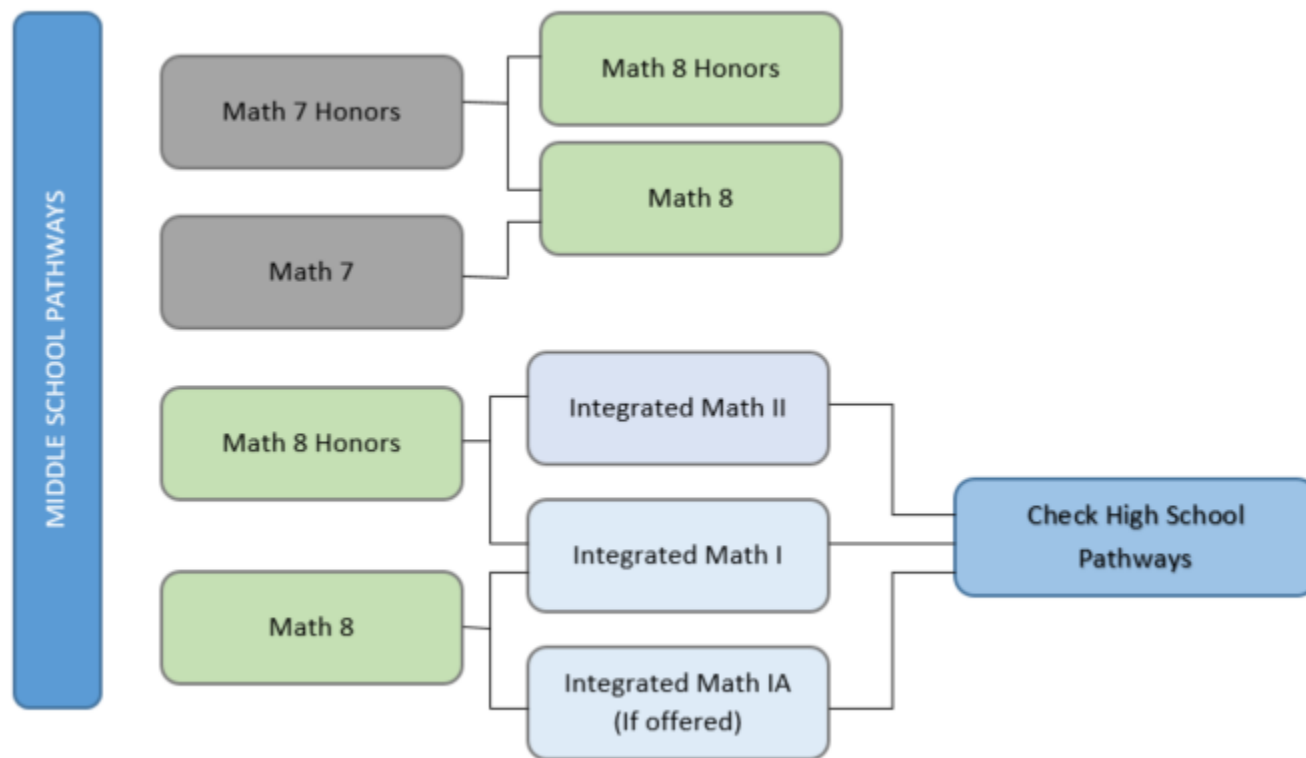 MIDDLE SCHOOL PATHWAYS
Math 7 Honors
Math 8 Honors
Math 8
Math 7
Math 8 Honors
Integrated Math II
Integrated Math I
Check High School
Pathways
Math 8
Integrated Math IA
(If offered)